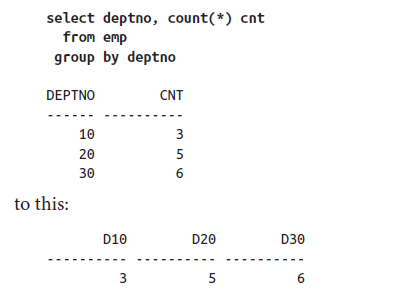 select deptno, count(*) cnt
from emp
group by deptno
DEPTNO CNT
------ ----------
10 3
20 5
30 6
to this:
D10 D20 D30
---------- ---------- ----------
3 5 6